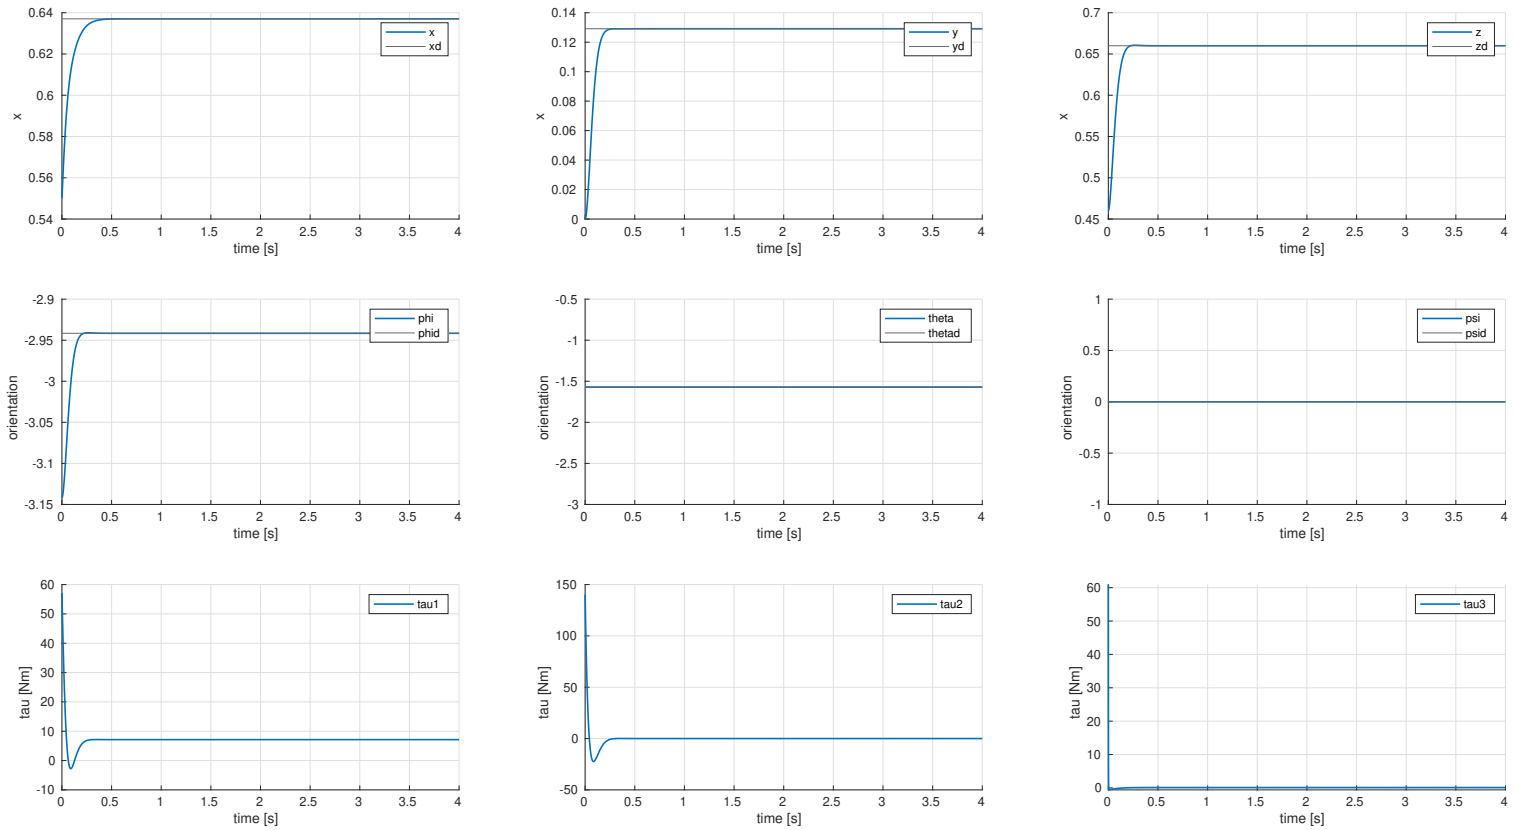 0.64
0.62
0.6
0.58
0.56
0.54
x
0 0.5 1 1.5 2 2.5 3 3.5 4
time [s]
x
xd
0.14
0.12
0.1
0.08
0.06
0.04
0.02
0
x
0 0.5 1 1.5 2 2.5 3 3.5 4
time [s]
y
yd
0.7
0.65
0.6
0.55
0.5
0.45
x
0 0.5 1 1.5 2 2.5 3 3.5 4
time [s]
z
zd
-2.9
-2.95
-3
-3.05
-3.1
-3.15
orientation
0 0.5 1 1.5 2 2.5 3 3.5 4
time [s]
phi
phid
-0.5
-1
-1.5
-2
-2.5
-3
orientation
0 0.5 1 1.5 2 2.5 3 3.5 4
time [s]
theta
thetad
1
0.5
0
-0.5
-1
orientation
0 0.5 1 1.5 2 2.5 3 3.5 4
time [s]
psi
psid
60
50
40
30
20
10
0
-10
tau [Nm]
0 0.5 1 1.5 2 2.5 3 3.5 4
time [s]
tau1
150
100
50
0
-50
tau [Nm]
0 0.5 1 1.5 2 2.5 3 3.5 4
time [s]
tau2
60
50
40
30
20
10
0
tau [Nm]
0 0.5 1 1.5 2 2.5 3 3.5 4
time [s]
tau3